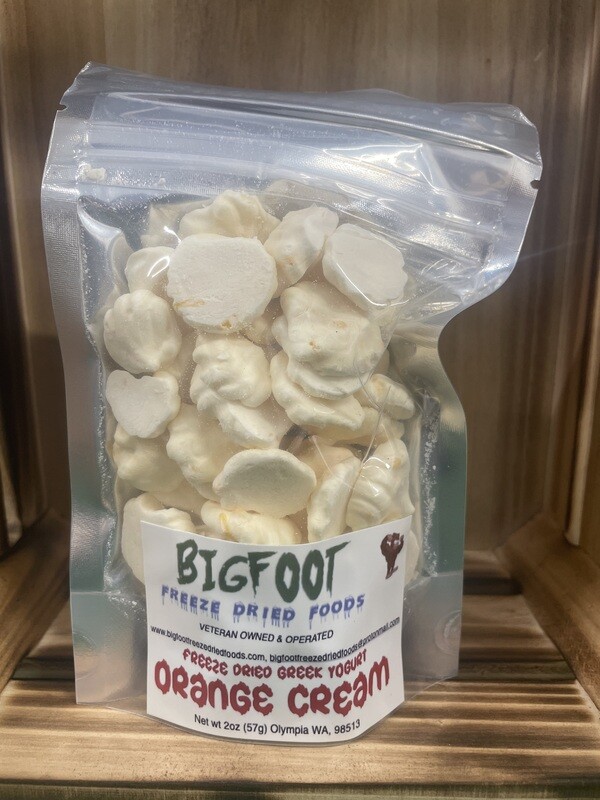 BIGFOOT
FREEZE DRIED FOODS
VETERAN OWNED & OPERATED
www.bigfootfreezedriedfoods.com, bigfootfreezedriedfoods@protonmail.com
FREEZE DRIED GREEK YOGURT
ORANGE CREAM
Net wt 2oz (57g) Olympia WA, 98513